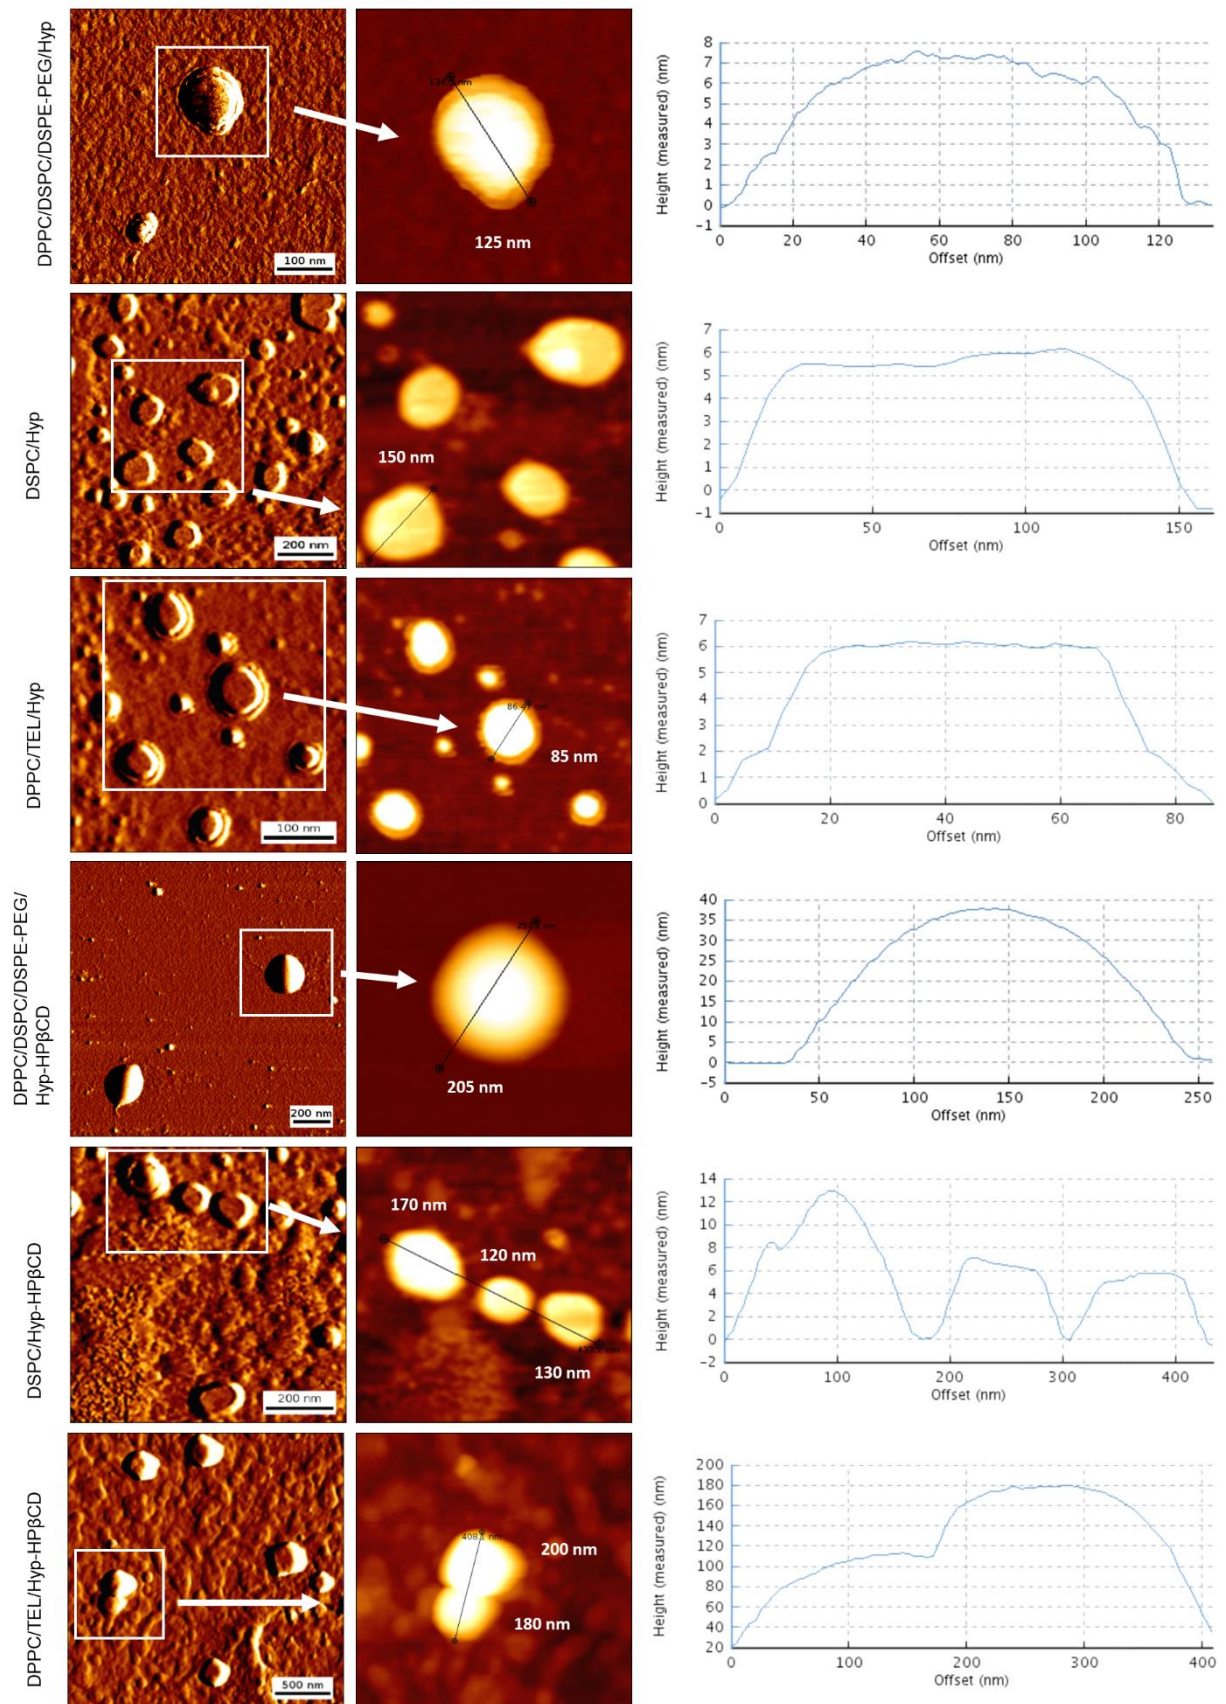 DPPC/DSPC/DSPE-PEG/Hyp
100 nm
125 nm
Height (measured) (nm)
8
7
6
5
4
3
2
1
0
−1
0 20 40 60 80 100 120
Offset (nm)
DSPC/Hyp
200 nm
150 nm
Height (measured) (nm)
7
6
5
4
3
2
1
0
−1
0 50 100 150
Offset (nm)
DPPC/TEL/Hyp
100 nm
86.47 nm
85 nm
Height (measured) (nm)
7
6
5
4
3
2
1
0
0 20 40 60 80
Offset (nm)
DPPC/DSPC/DSPE-PEG/
Hyp-HPβCD
200 nm
205 nm
Height (measured) (nm)
40
35
30
25
20
15
10
5
0
−5
0 50 100 150 200 250
Offset (nm)
DSPC/Hyp-HPβCD
200 nm
170 nm
120 nm
130 nm
Height (measured) (nm)
14
12
10
8
6
4
2
0
−2
0 100 200 300 400
Offset (nm)
DPPC/TEL/Hyp-HPβCD
500 nm
408.1 nm
200 nm
180 nm
Height (measured) (nm)
200
180
160
140
120
100
80
60
40
20
0 100 200 300 400
Offset (nm)